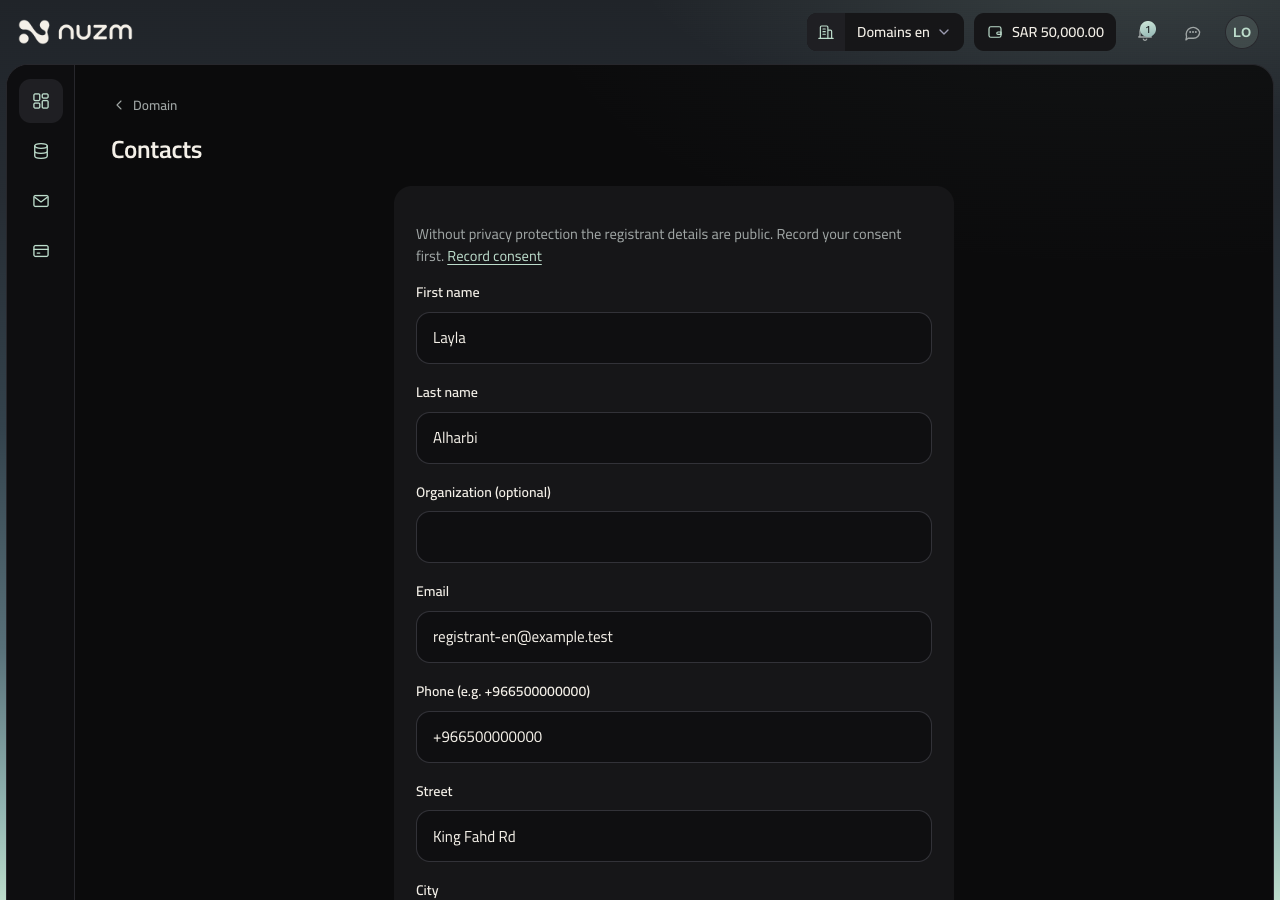 nuzm
Domains en
SAR 50,000.00
1
LO
Domain
Contacts
Without privacy protection the registrant details are public. Record your consent
first. Record consent
First name
Layla
Last name
Alharbi
Organization (optional)
Email
registrant-en@example.test
Phone (e.g. +966500000000)
+966500000000
Street
King Fahd Rd
City